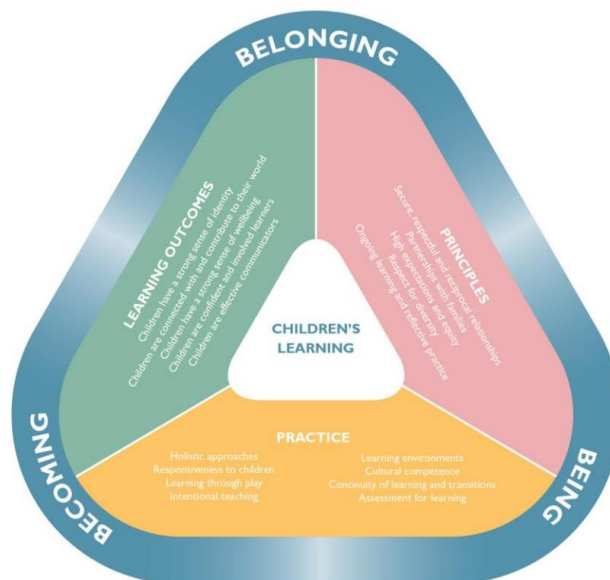 BELONGING
LEARNING OUTCOMES
Children have a strong sense of identity
Children are connected with and contribute to their world
Children have a strong sense of wellbeing
Children are confident and involved learners
Children are effective communicators
PRINCIPLES
Secure, respectful and reciprocal relationships
Partnerships with families
High expectations and equity
Respect for diversity
Ongoing learning and reflective practice
CHILDREN'S
LEARNING
PRACTICE
Holistic approaches
Responsiveness to children
Learning through play
Intentional teaching
Learning environments
Cultural competence
Continuity of learning and transitions
Assessment for learning
BECOMING
BEING